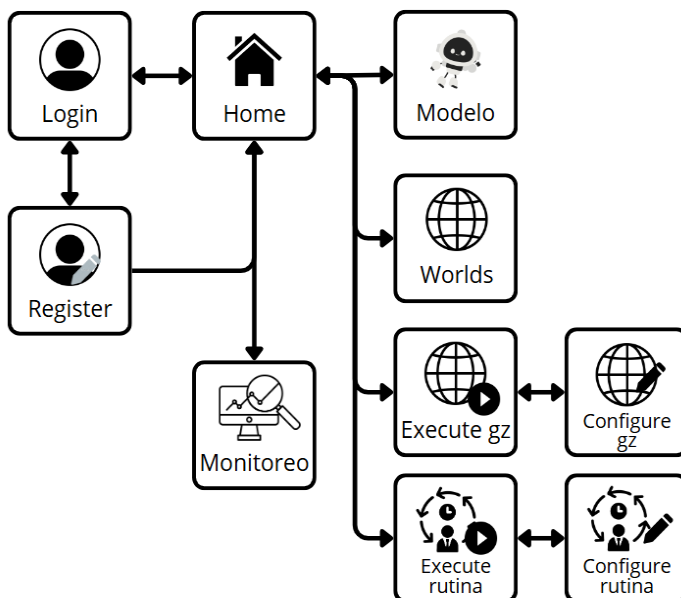 Login
Home
Modelo
Register
Worlds
Monitoreo
Execute gz
Configure
gz
Execute
rutina
Configure
rutina